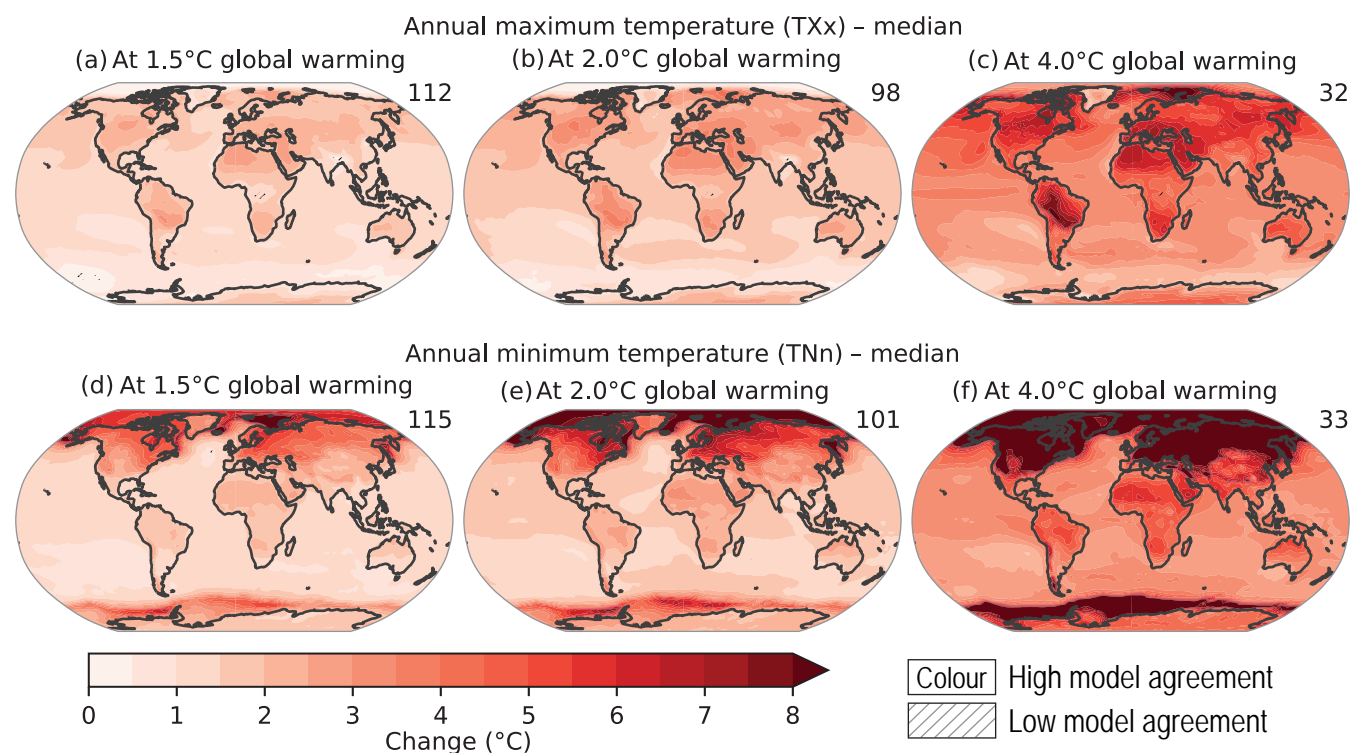 Annual maximum temperature (TXx) – median
(a) At 1.5°C global warming
112
(b) At 2.0°C global warming
98
(c) At 4.0°C global warming
32
Annual minimum temperature (TNn) – median
(d) At 1.5°C global warming
115
(e) At 2.0°C global warming
101
(f) At 4.0°C global warming
33
0 1 2 3 4 5 6 7 8
Change (°C)
Colour High model agreement
Low model agreement